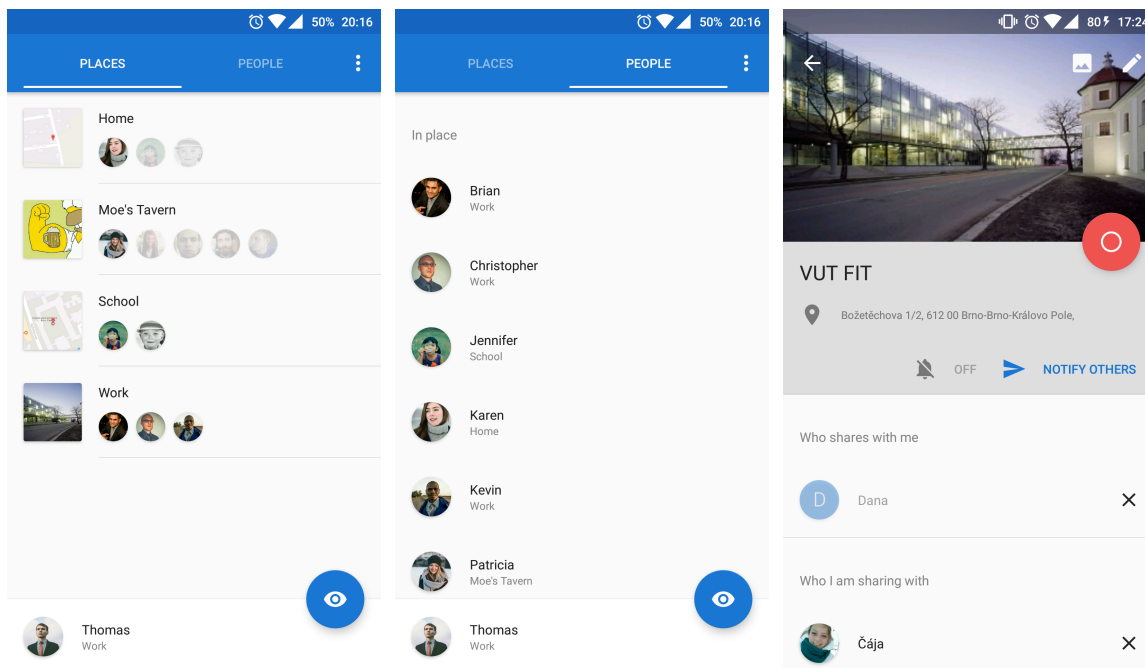 50% 20:16
PLACES PEOPLE
Home
Moe's Tavern
School
Work
Thomas
Work
50% 20:16
PLACES PEOPLE
In place
Brian
Work
Christopher
Work
Jennifer
School
Karen
Home
Kevin
Work
Patricia
Moe's Tavern
Thomas
Work
80 17:24
VUT FIT
Božetěchova 1/2, 612 00 Brno-Brno-Královo Pole,
OFF NOTIFY OTHERS
Who shares with me
D Dana
Who I am sharing with
Čája